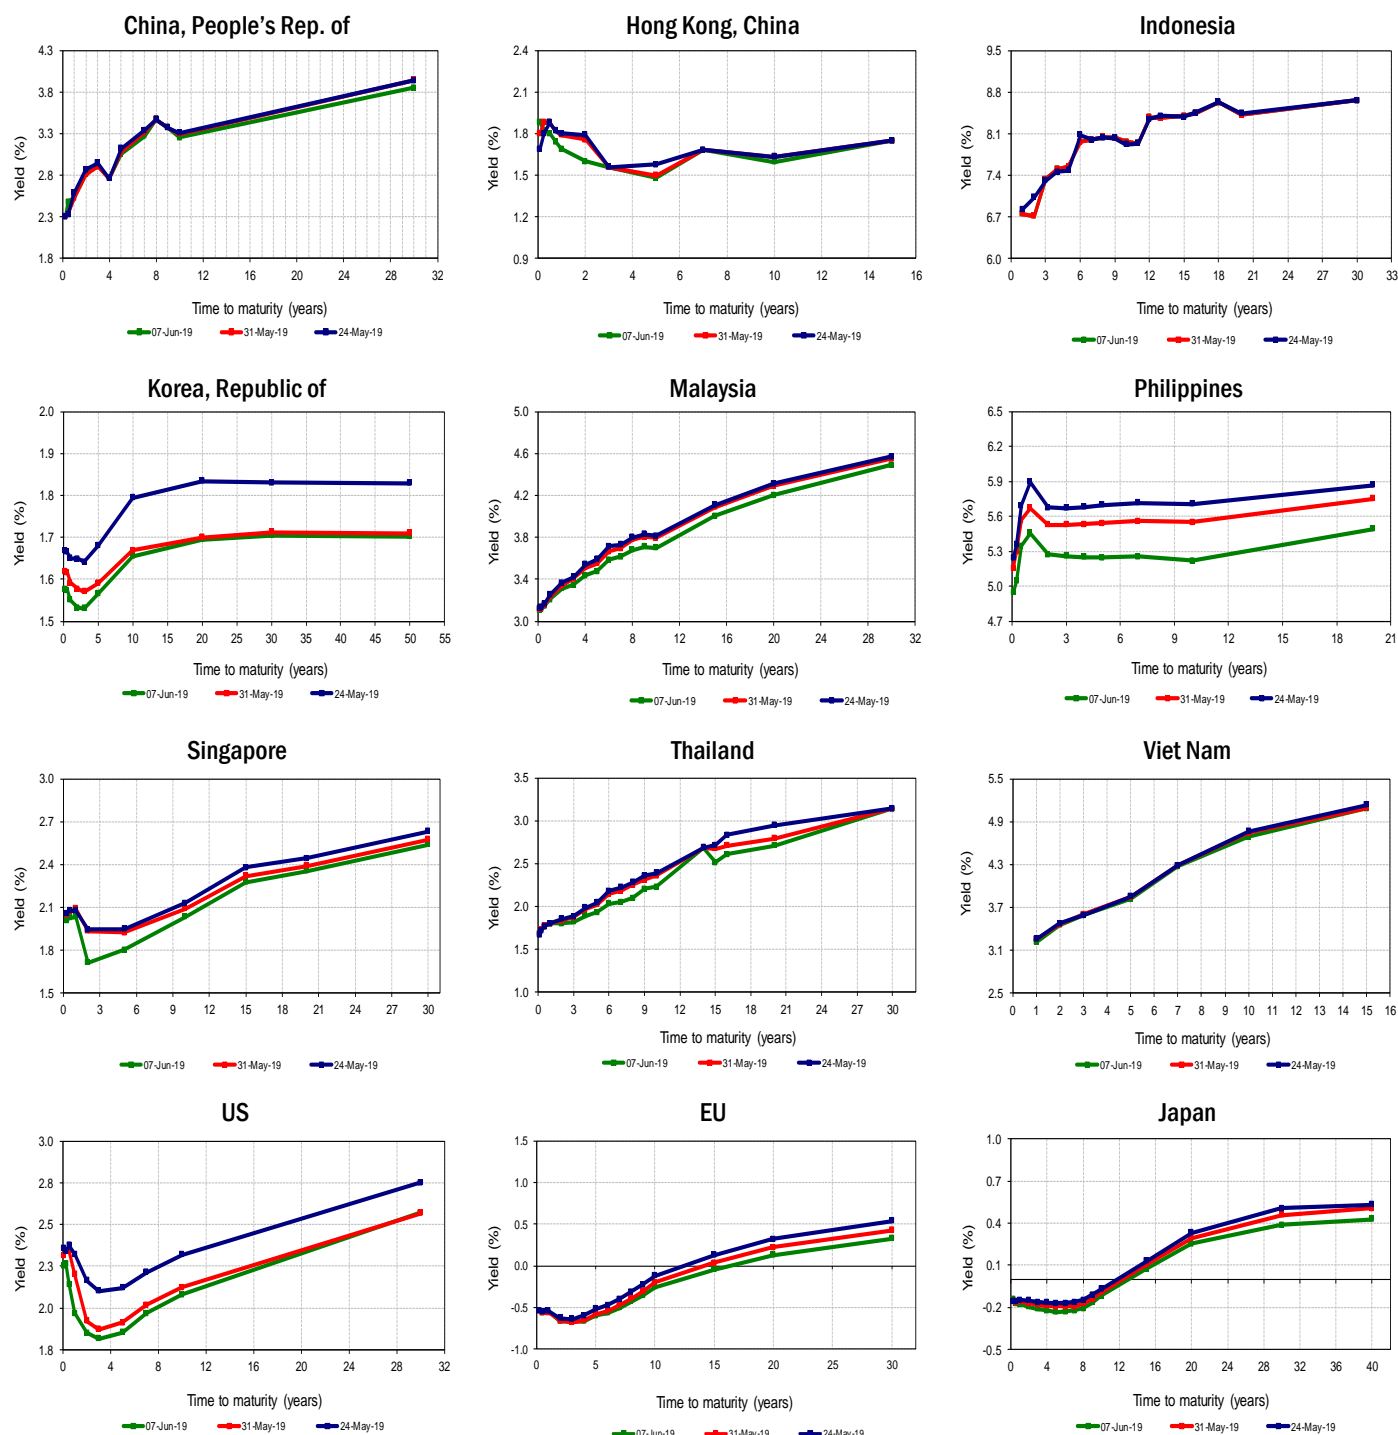 China, People's Rep. of
Yield (%)
4.3
3.8
3.3
2.8
2.3
1.8
0 4 8 12 16 20 24 28 32
Time to maturity (years)
07-Jun-19 31-May-19 24-May-19
Hong Kong, China
Yield (%)
2.4
2.1
1.8
1.5
1.2
0.9
0 2 4 6 8 10 12 14 16
Time to maturity (years)
07-Jun-19 31-May-19 24-May-19
Indonesia
Yield (%)
9.5
8.8
8.1
7.4
6.7
6.0
0 3 6 9 12 15 18 21 24 27 30 33
Time to maturity (years)
07-Jun-19 31-May-19 24-May-19
Korea, Republic of
Yield (%)
2.0
1.9
1.8
1.7
1.6
1.5
0 5 10 15 20 25 30 35 40 45 50 55
Time to maturity (years)
07-Jun-19 31-May-19 24-May-19
Malaysia
Yield (%)
5.0
4.6
4.2
3.8
3.4
3.0
0 4 8 12 16 20 24 28 32
Time to maturity (years)
07-Jun-19 31-May-19 24-May-19
Philippines
Yield (%)
6.5
6.2
5.9
5.6
5.3
5.0
4.7
0 3 6 9 12 15 18 21
Time to maturity (years)
07-Jun-19 31-May-19 24-May-19
Singapore
Yield (%)
3.0
2.7
2.4
2.1
1.8
1.5
0 3 6 9 12 15 18 21 24 27 30
07-Jun-19 31-May-19 24-May-19
Thailand
Yield (%)
3.5
3.0
2.5
2.0
1.5
1.0
0 3 6 9 12 15 18 21 24 27 30
Time to maturity (years)
07-Jun-19 31-May-19 24-May-19
Viet Nam
Yield (%)
5.5
4.9
4.3
3.7
3.1
2.5
0 1 2 3 4 5 6 7 8 9 10 11 12 13 14 15 16
Time to maturity (years)
07-Jun-19 31-May-19 24-May-19
US
Yield (%)
3.0
2.8
2.5
2.3
2.0
1.8
0 4 8 12 16 20 24 28 32
Time to maturity (years)
07-Jun-19 31-May-19 24-May-19
EU
Yield (%)
1.5
1.0
0.5
0.0
-0.5
-1.0
0 5 10 15 20 25 30
Time to maturity (years)
07-Jun-19 31-May-19 24-May-19
Japan
Yield (%)
1.0
0.7
0.4
0.1
-0.2
-0.5
0 4 8 12 16 20 24 28 32 36 40
Time to maturity (years)
07-Jun-19 31-May-19 24-May-19